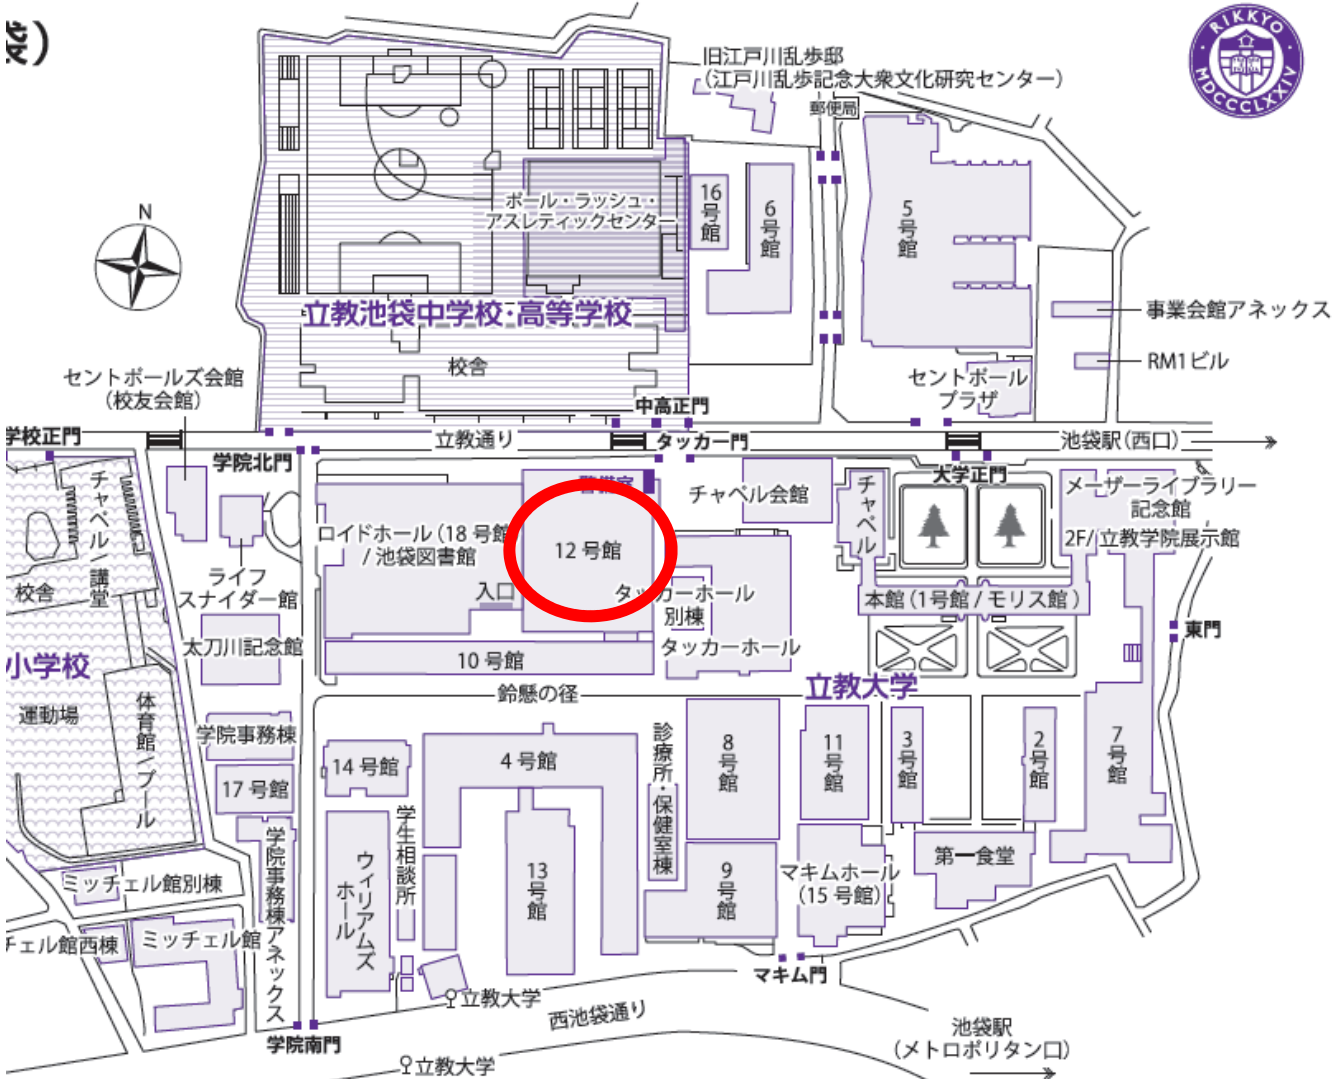 袋）
RIKKYO
MDCCCLXXIV
旧江戸川乱歩邸
（江戸川乱歩記念大衆文化研究センター）
郵便局
N
ポール・ラッシュ・
アスレティックセンター
16号館
6号館
5号館
立教池袋中学校・高等学校
事業会館アネックス
校舎
RM1ビル
セントポールズ会館
（校友会館）
セントポール
プラザ
中高正門
学校正門
立教通り
タッカー門
池袋駅（西口）
学院北門
大学正門
警備室
チャペル会館
チャペル
メーザーライブラリー
記念館
2F/立教学院展示館
チャペル/講堂
ロイドホール（18号館
/池袋図書館
12号館
ライフ
スナイダー館
校舎
入口
タッカーホール
別棟
本館（1号館/モリス館）
東門
太刀川記念館
タッカーホール
小学校
10号館
立教大学
鈴懸の径
運動場
体育館/プール
学院事務棟
14号館
4号館
診療所・保健室棟
8号館
11号館
3号館
2号館
7号館
17号館
学院事務棟アネックス
ウィリアムズ
ホール
学生相談所
13号館
9号館
マキムホール
（15号館）
第一食堂
ミッチェル館別棟
チェル館西棟
ミッチェル館
マキム門
立教大学
西池袋通り
学院南門
池袋駅
（メトロポリタン口）
立教大学